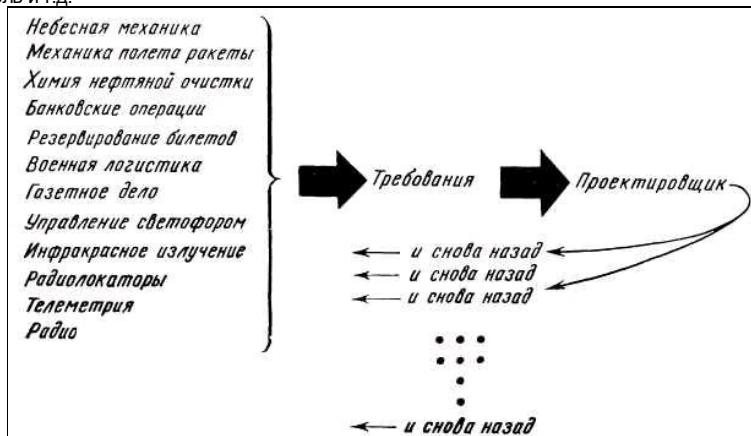 и т.д.
Небесная механика
Механика полета ракеты
Химия нефтяной очистки
Банковские операции
Резервирование билетов
Военная логистика
Газетное дело
Управление светофором
Инфракрасное излучение
Радиолокаторы
Телеметрия
Радио
Требования
Проектировщик
и снова назад
и снова назад
и снова назад
и снова назад